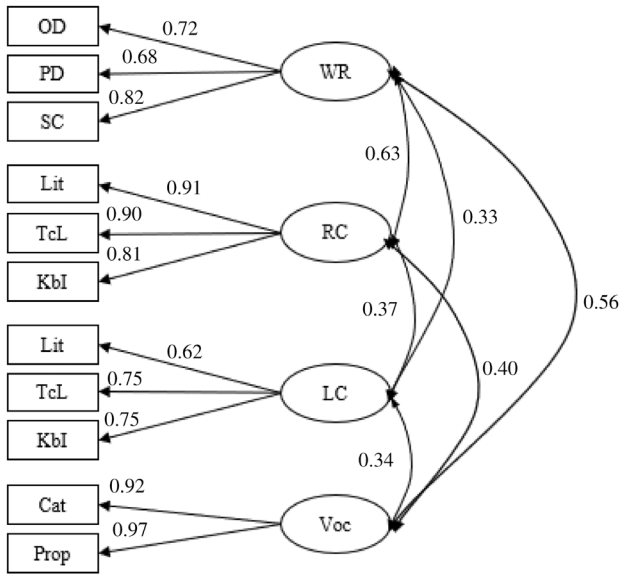 OD
0.72
PD
0.68
WR
SC
0.82
0.63
Lit
0.91
0.33
TcL
0.90
RC
KbI
0.81
0.37
0.56
Lit
0.62
0.40
TcL
0.75
LC
KbI
0.75
0.34
Cat
0.92
Voc
Prop
0.97